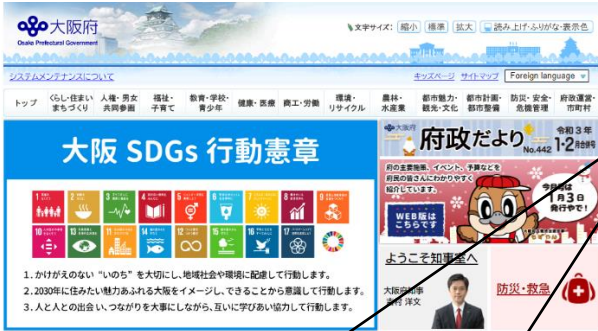 大阪府
Osaka Prefectural Government
文字サイズ： 縮小 標準 拡大 読み上げ・ふりがな・表示色
システムメンテナンスについて
キッズページ サイトマップ Foreign language
トップ
くらし・住まい
まちづくり
人権・男女
共同参画
福祉・
子育て
教育・学校・
青少年
健康・医療
商工・労働
環境・
リサイクル
農林・
水産業
都市魅力・
観光・文化
都市計画・
都市整備
防災・安全・
危機管理
府政運営・
市町村
大阪 SDGs 行動憲章
1. かけがえのない “いのち” を大切にし、地域社会や環境に配慮して行動します。
2. 2030年に住みたい魅力あふれる大阪をイメージし、できることから意識して行動します。
3. 人と人との出会い、つながりを大事にしながら、互いに学びあい協力して行動します。
大阪府
府政だより
No.442
令和3年
1・2月合併号
府の主要施策、イベント、予算などを
府民の皆さんにわかりやすく
紹介しています。
WEB版は
こちらです
今月号は
1月3日
発行やで！
ようこそ知事室へ
大阪府知事
吉村 洋文
防災・救急